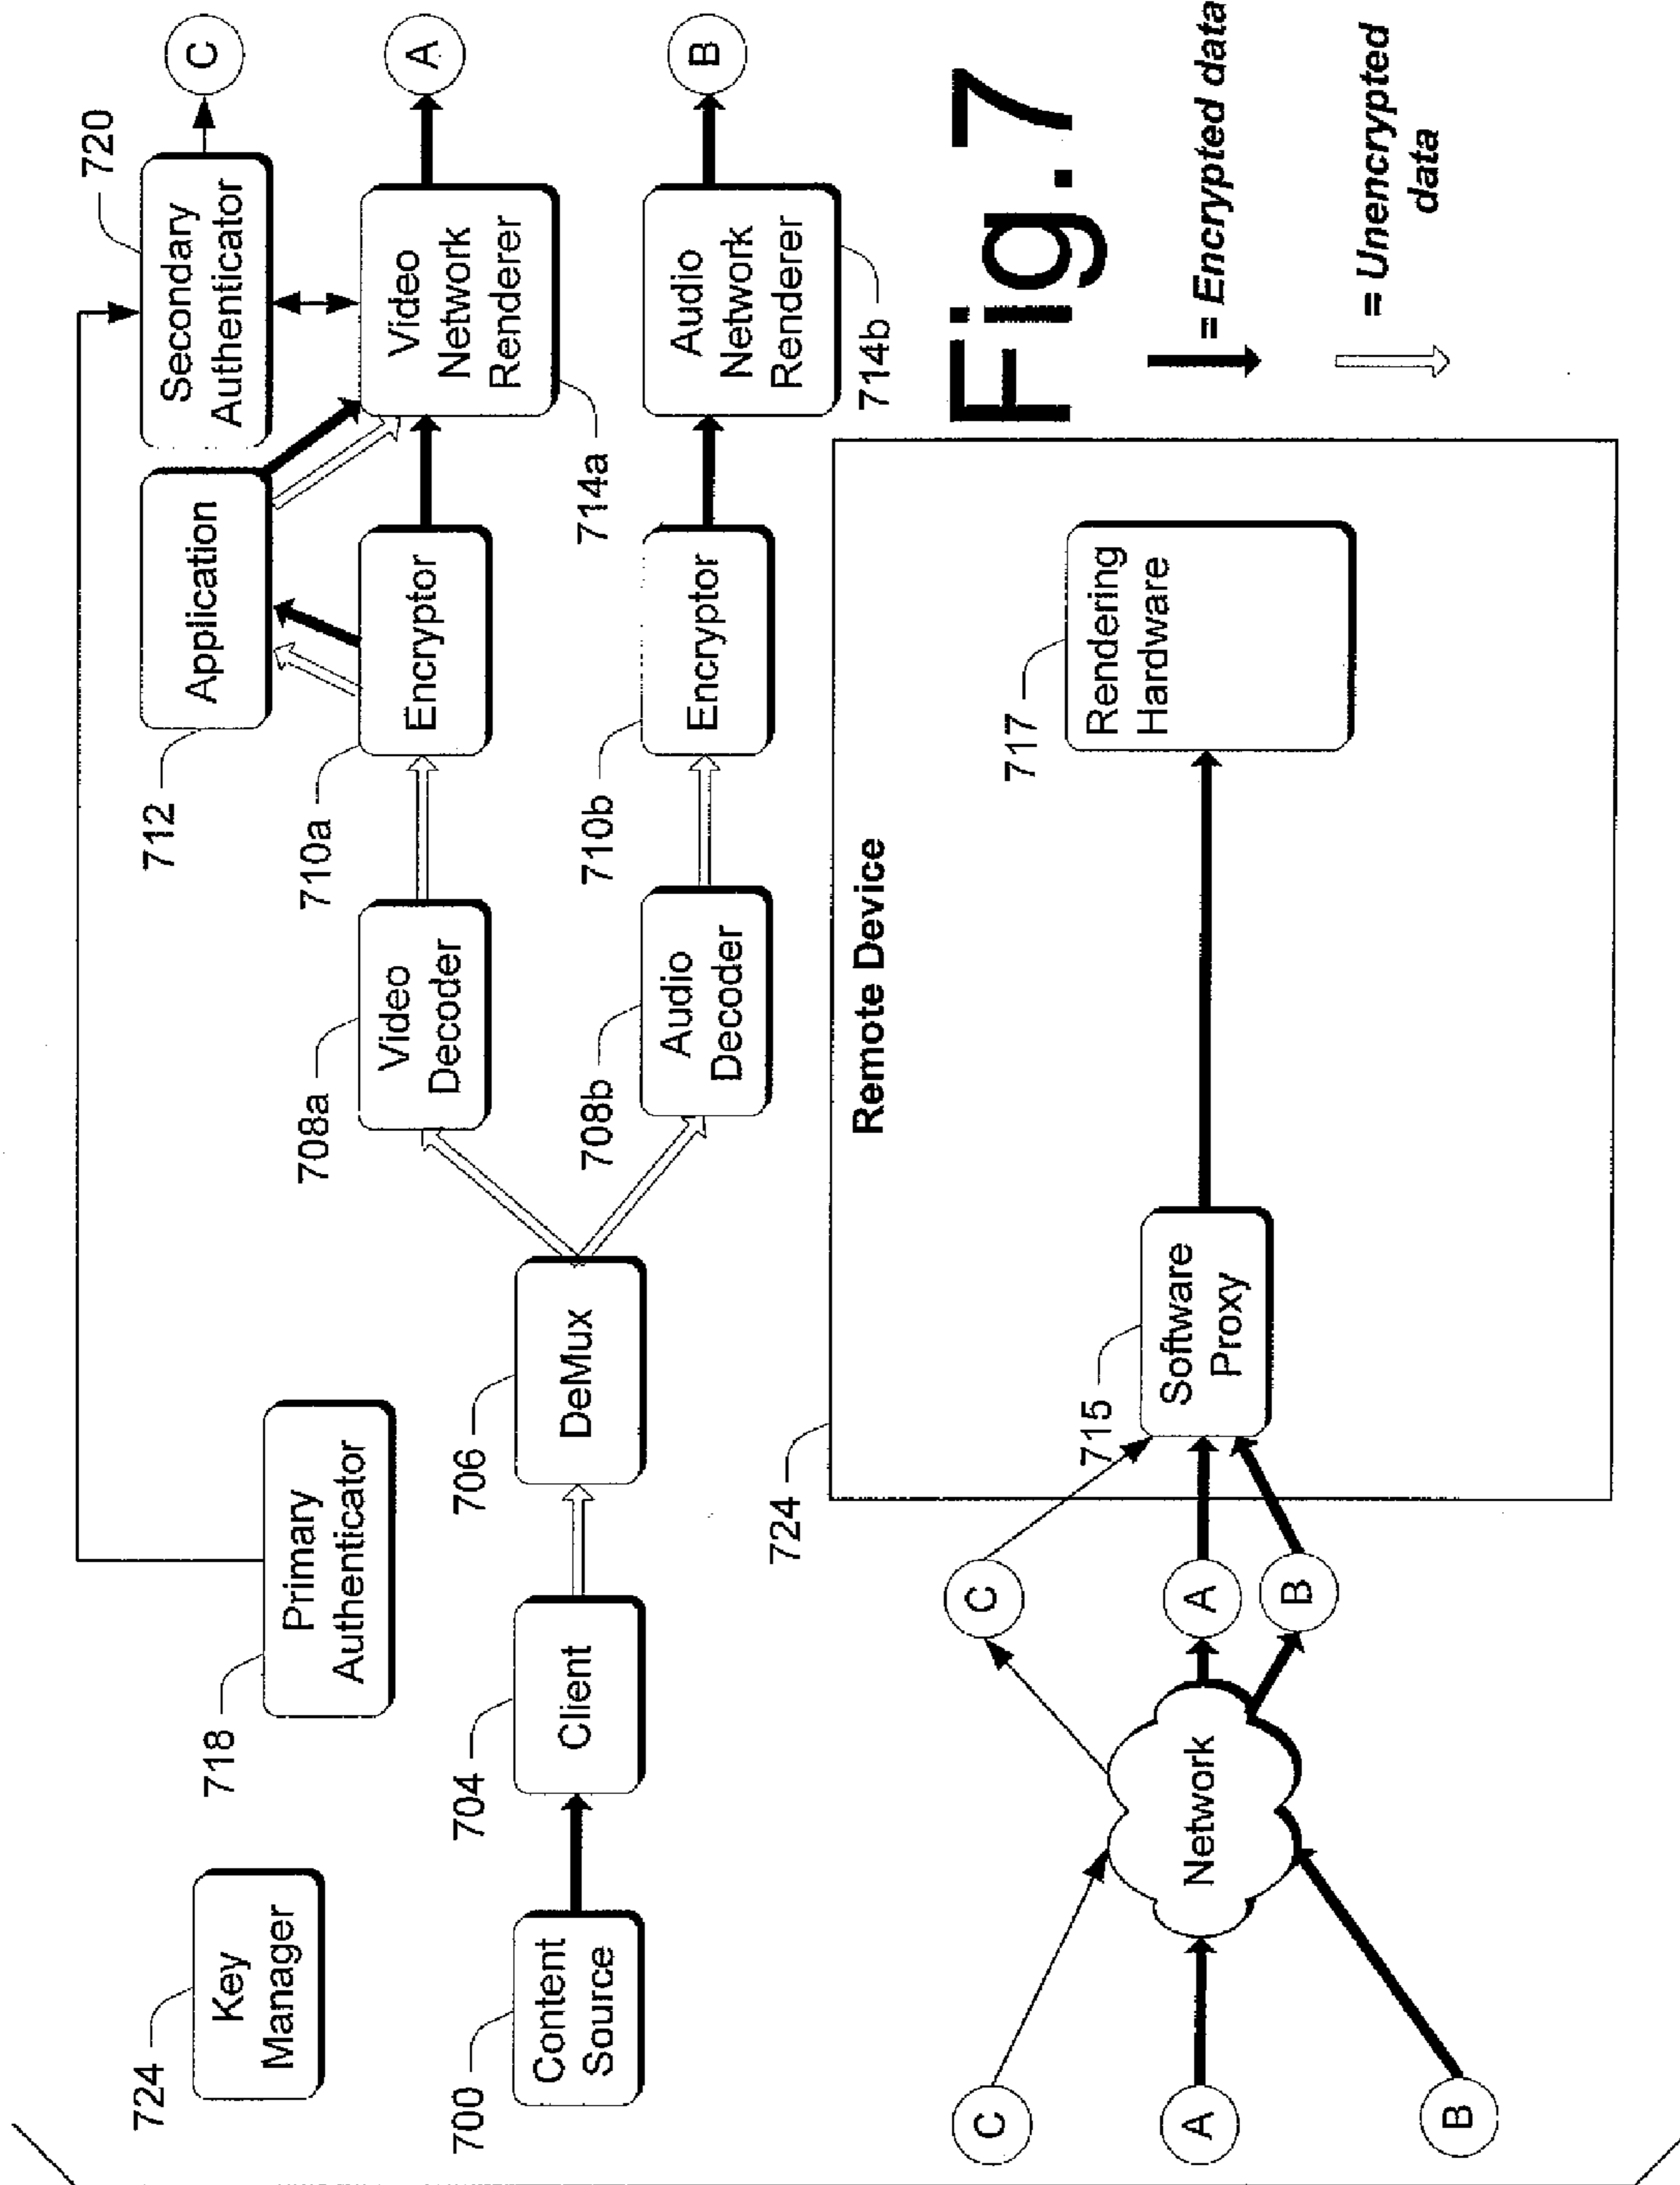 724
Key
Manager
718
Primary
Authenticator
712
Application
720
Secondary
Authenticator
C
700
Content
Source
704
Client
706
DeMux
708a
Video
Decoder
710a
Encryptor
714a
Video
Network
Renderer
A
708b
Audio
Decoder
710b
Encryptor
714b
Audio
Network
Renderer
B
C
A
B
Network
C
A
B
724
Remote Device
715
Software
Proxy
717
Rendering
Hardware
Fig.7
= Encrypted data
= Unencrypted
data